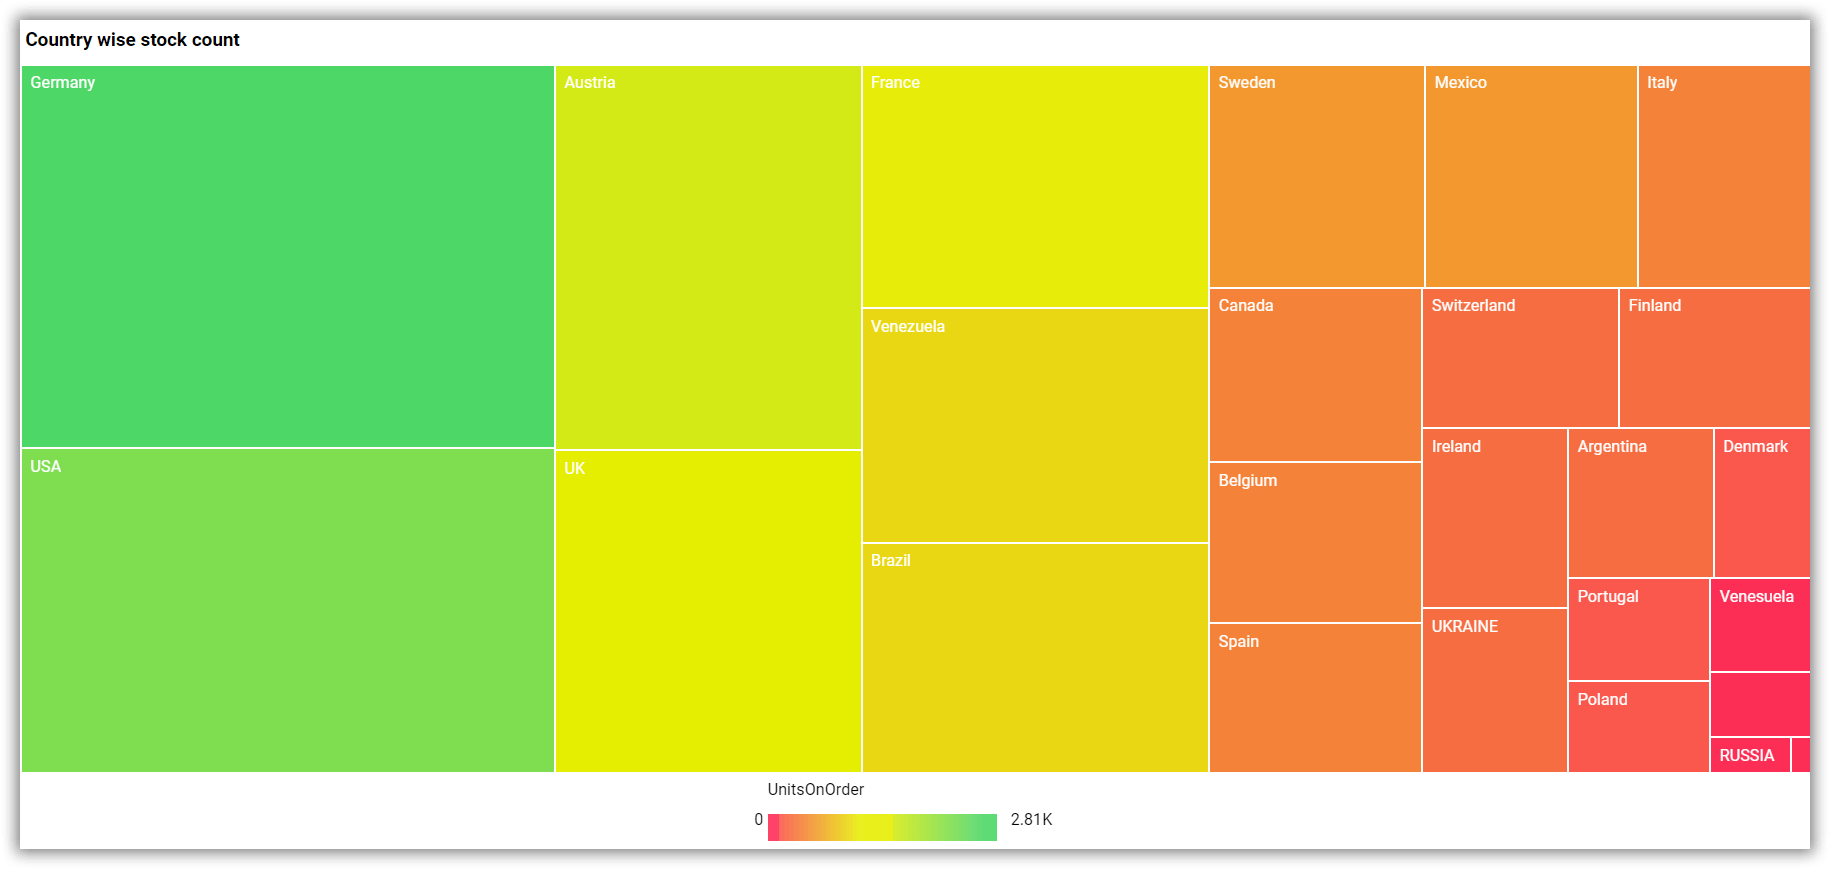 Country wise stock count
Germany
USA
Austria
UK
France
Venezuela
Brazil
Sweden
Mexico
Italy
Canada
Belgium
Spain
Switzerland
Finland
Ireland
UKRAINE
Argentina
Denmark
Portugal
Poland
Venesuela
RUSSIA
UnitsOnOrder
0
2.81K